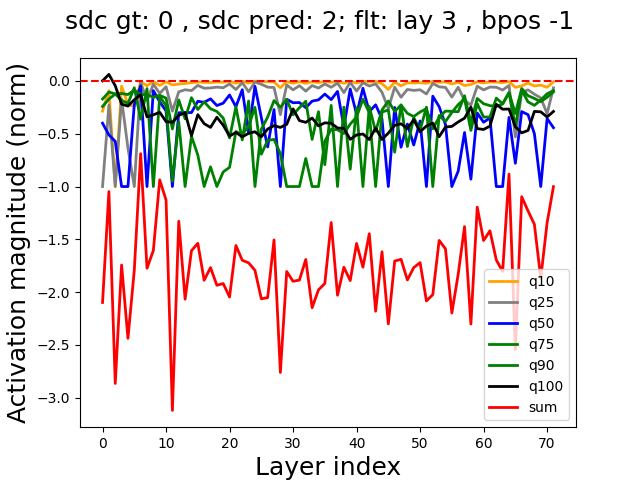 sdc gt: 0 , sdc pred: 2; flt: lay 3 , bpos -1
Activation magnitude (norm)
0.0
−0.5
−1.0
−1.5
−2.0
−2.5
−3.0
q10
q25
q50
q75
q90
q100
sum
0 10 20 30 40 50 60 70
Layer index